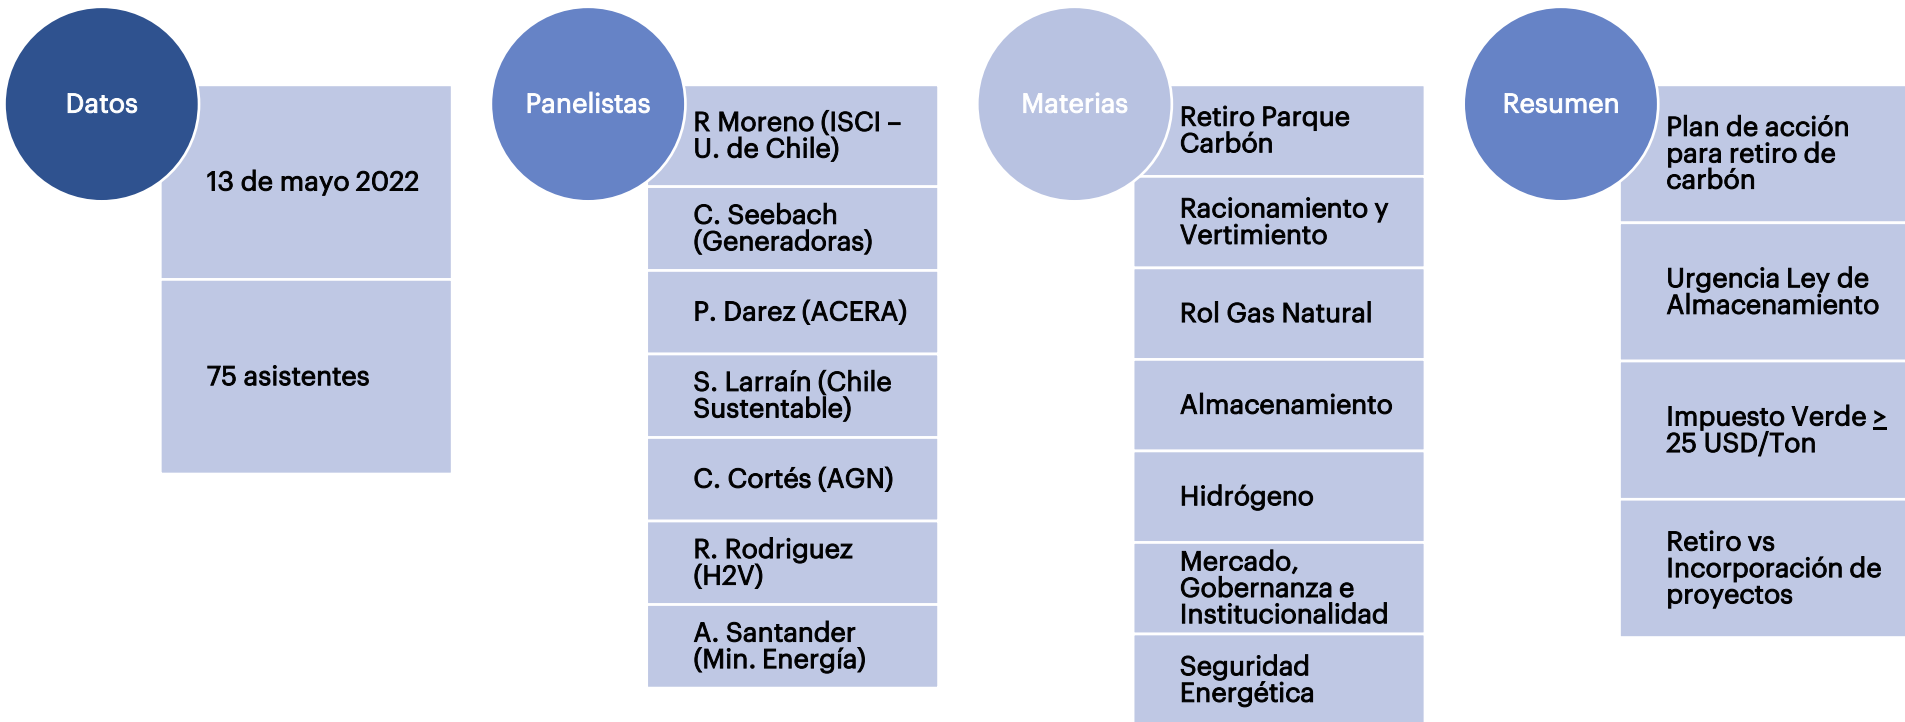 Datos
13 de mayo 2022
75 asistentes
Panelistas
R Moreno (ISCI –
U. de Chile)
C. Seebach
(Generadoras)
P. Darez (ACERA)
S. Larraín (Chile
Sustentable)
C. Cortés (AGN)
R. Rodriguez
(H2V)
A. Santander
(Min. Energía)
Materias
Retiro Parque
Carbón
Racionamiento y
Vertimiento
Rol Gas Natural
Almacenamiento
Hidrógeno
Mercado,
Gobernanza e
Institucionalidad
Seguridad
Energética
Resumen
Plan de acción
para retiro de
carbón
Urgencia Ley de
Almacenamiento
Impuesto Verde >
25 USD/Ton
Retiro vs
Incorporación de
proyectos